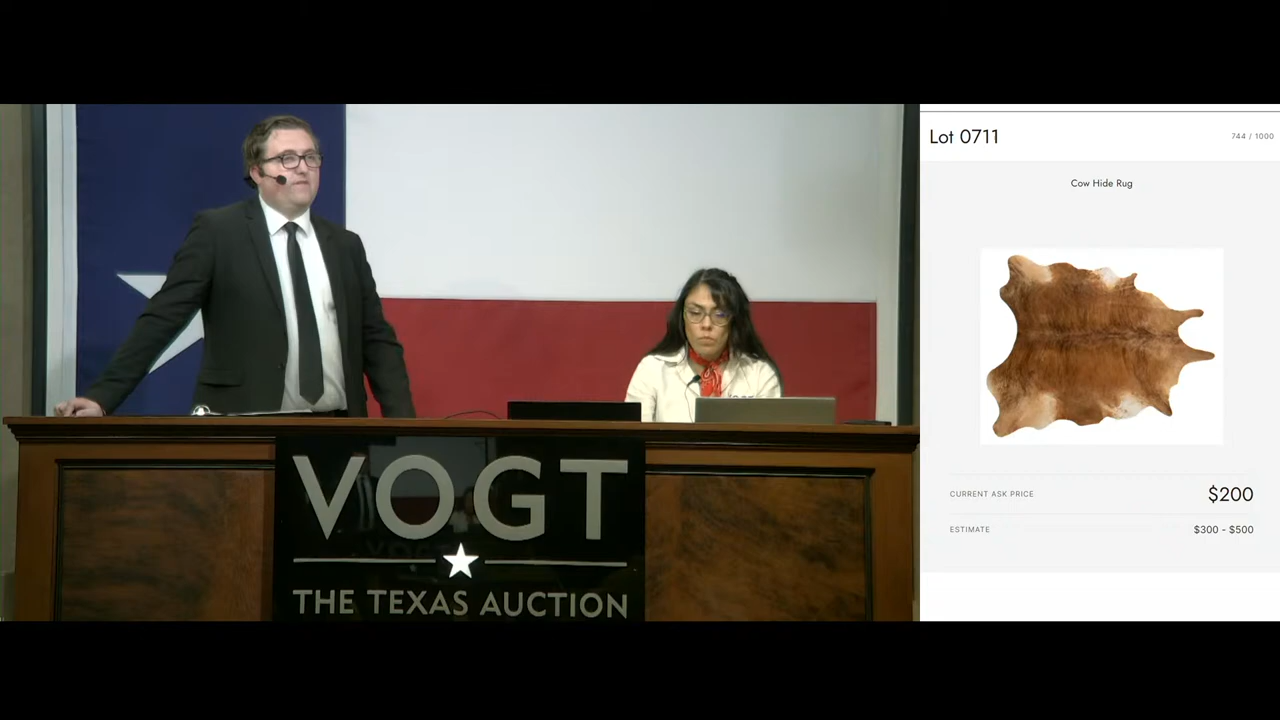 VOGT
THE TEXAS AUCTION
Lot 0711
744 / 1000
Cow Hide Rug
CURRENT ASK PRICE
$200
ESTIMATE
$300 - $500